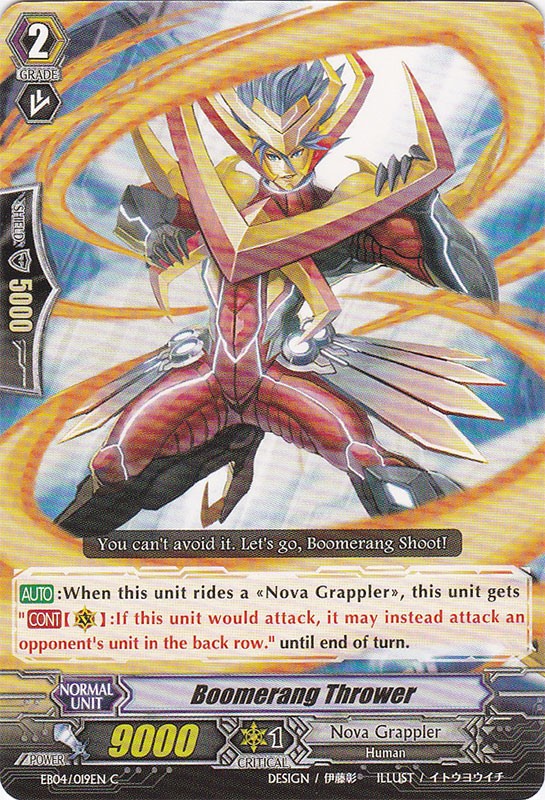 2
GRADE
SHIELD
5000
You can't avoid it. Let's go, Boomerang Shoot!
AUTO:When this unit rides a «Nova Grappler», this unit gets
"CONT【 】:If this unit would attack, it may instead attack an
opponent's unit in the back row." until end of turn.
NORMAL
UNIT
Boomerang Thrower
POWER
9000
1
CRITICAL
Nova Grappler
Human
EB04/019EN C
DESIGN / 伊藤彰
ILLUST / イトウヨウイチ